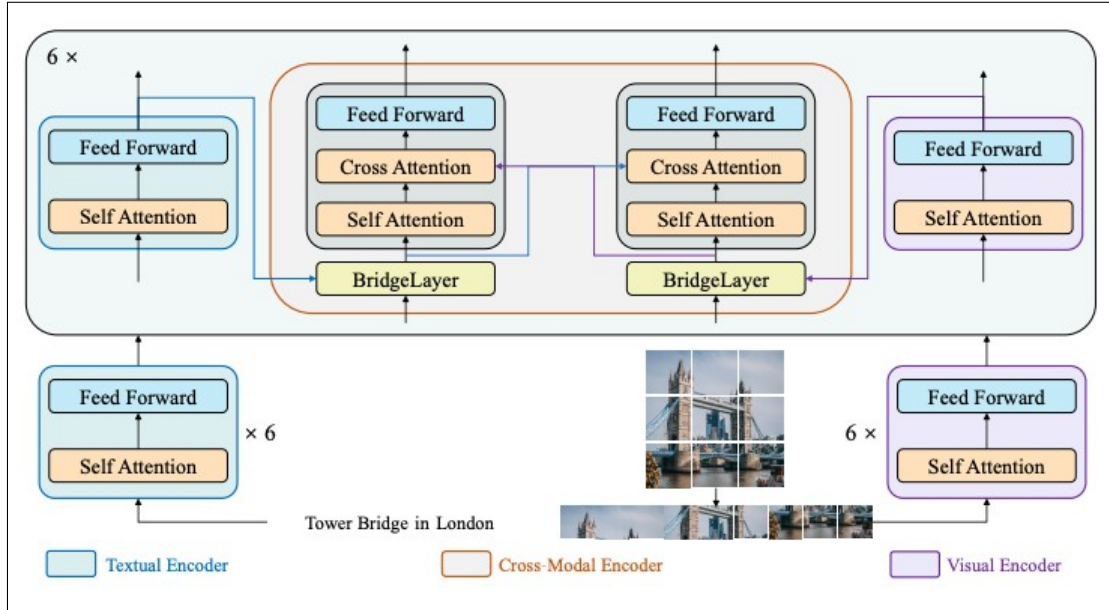 6 ×
Feed Forward
Self Attention
Feed Forward
Cross Attention
Self Attention
BridgeLayer
Feed Forward
Cross Attention
Self Attention
BridgeLayer
Feed Forward
Self Attention
Feed Forward
Self Attention
× 6
6 ×
Feed Forward
Self Attention
Tower Bridge in London
Textual Encoder
Cross-Modal Encoder
Visual Encoder